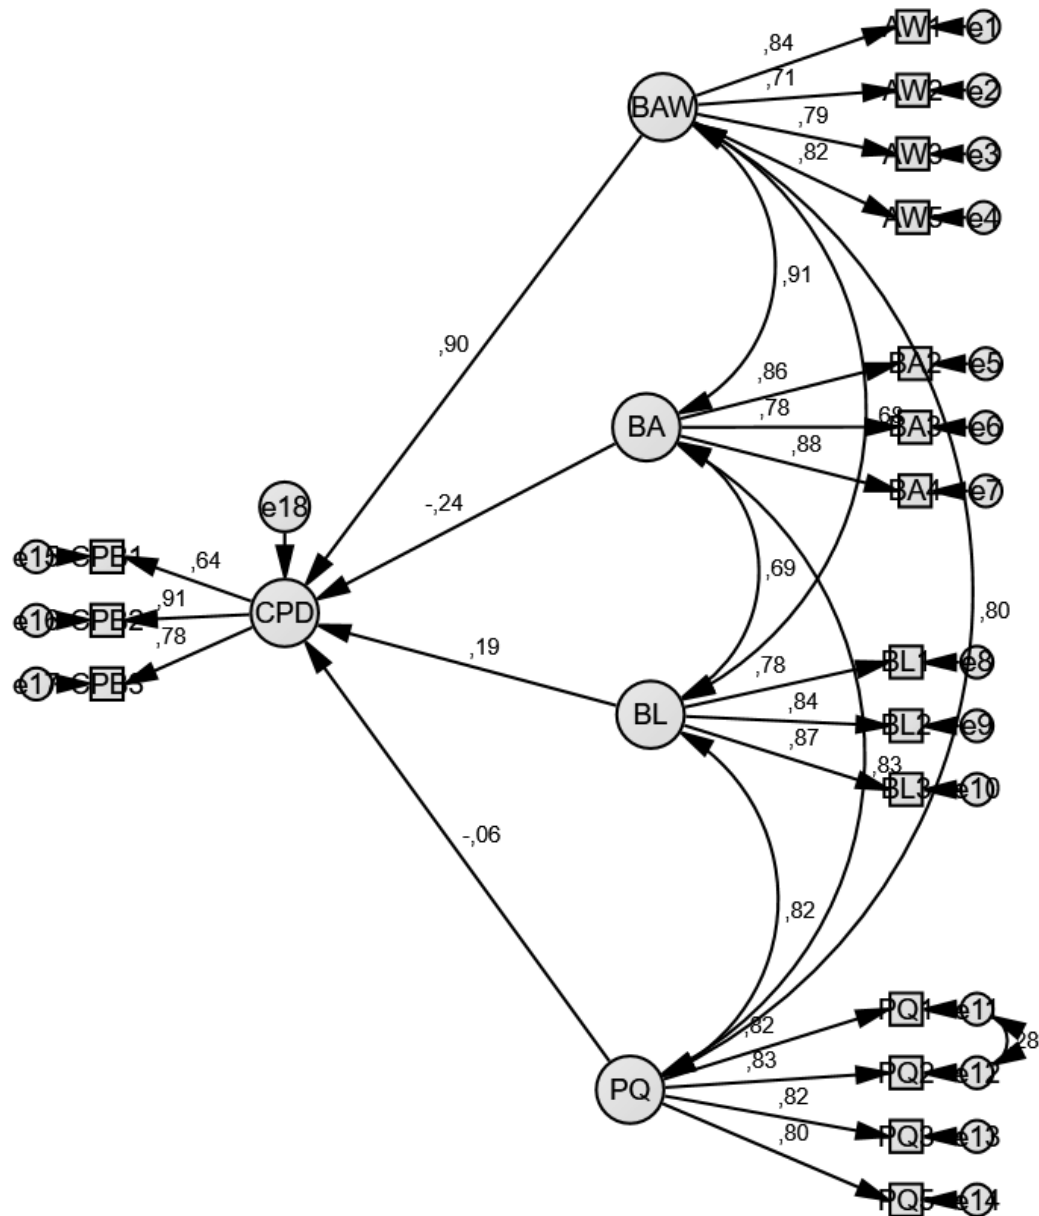 ,84
AW1
e1
,71
AW2
e2
BAW
,79
AW3
e3
,82
AW5
e4
,91
,90
BA2
e5
,86
,78
,68
BA3
e6
BA
,88
BA4
e7
-,24
e18
e15
CPB1
,64
,69
,91
e16
CPB2
CPD
,80
,78
e17
CPB3
,19
,78
BL1
e8
,84
BL
BL2
e9
,87
,83
BL3
e10
-,06
,82
PQ1
e11
,82
,28
,83
PQ2
e12
PQ
,82
PQ3
e13
,80
PQ5
e14